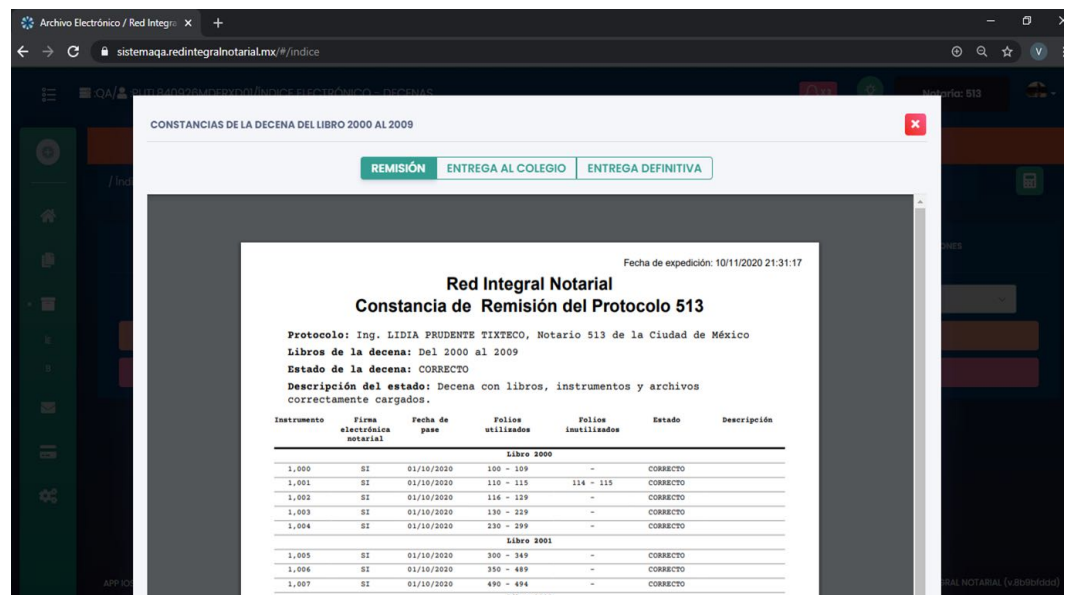 Archivo Electrónico / Red Integra
sistemaqa.redintegralnotarial.mx/#/indice
V
Notaría: 513
CONSTANCIAS DE LA DECENA DEL LIBRO 2000 AL 2009
REMISIÓN ENTREGA AL COLEGIO ENTREGA DEFINITIVA
Fecha de expedición: 10/11/2020 21:31:17
Red Integral Notarial
Constancia de Remisión del Protocolo 513
Protocolo: Ing. LIDIA PRUDENTE TIXTECO, Notario 513 de la Ciudad de México
Libros de la decena: Del 2000 al 2009
Estado de la decena: CORRECTO
Descripción del estado: Decena con libros, instrumentos y archivos
correctamente cargados.
Instrumento Firma electrónica notarial Fecha de pase Folios utilizados Folios inutilizados Estado Descripción
Libro 2000
1,000 SI 01/10/2020 100 - 109 - CORRECTO
1,001 SI 01/10/2020 110 - 115 114 - 115 CORRECTO
1,002 SI 01/10/2020 116 - 129 - CORRECTO
1,003 SI 01/10/2020 130 - 229 - CORRECTO
1,004 SI 01/10/2020 230 - 299 - CORRECTO
Libro 2001
1,005 SI 01/10/2020 300 - 349 - CORRECTO
1,006 SI 01/10/2020 350 - 489 - CORRECTO
1,007 SI 01/10/2020 490 - 494 - CORRECTO
APP IOS
GRAL NOTARIAL (v.8b9bfddd)